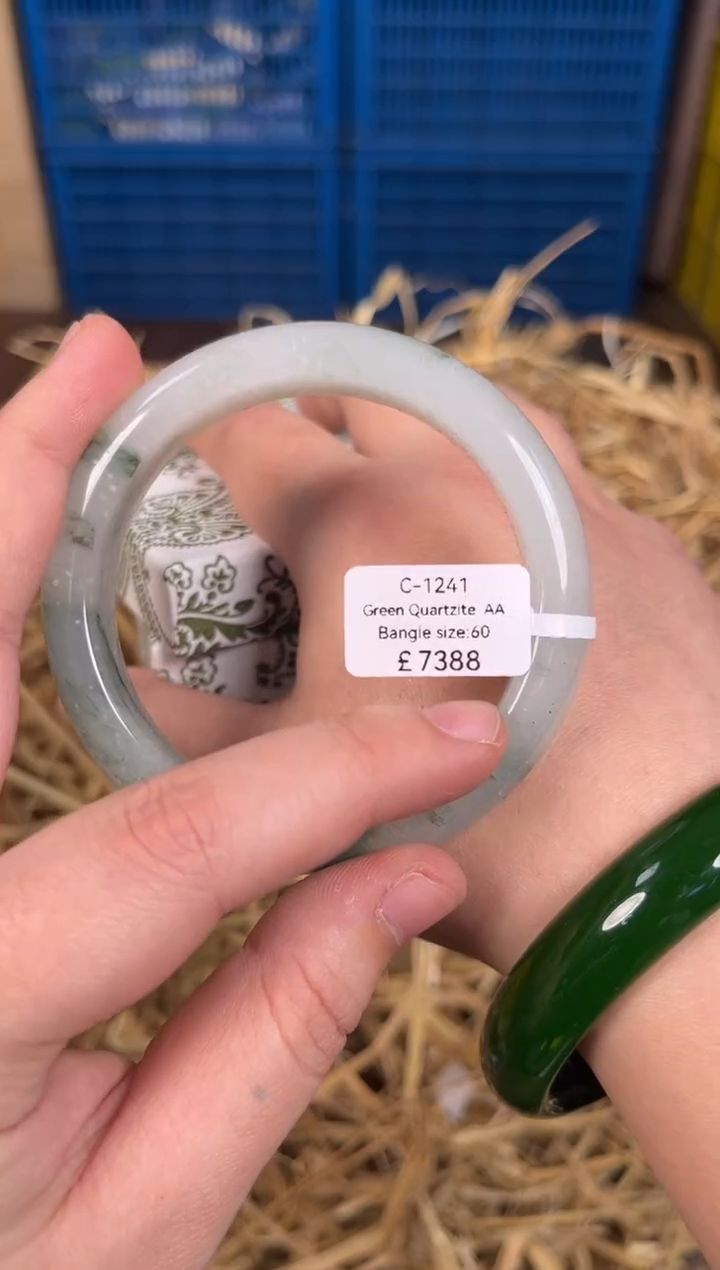 C-1241
Green Quartzite AA
Bangle size:60
£7388